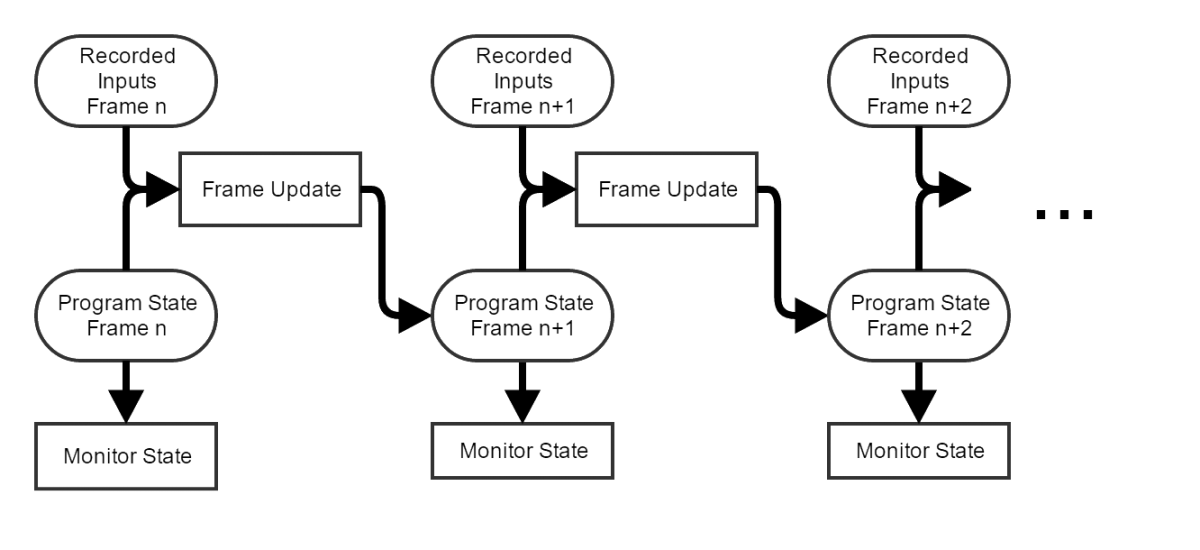 Recorded
Inputs
Frame n
Recorded
Inputs
Frame n+1
Recorded
Inputs
Frame n+2
Frame Update
Frame Update
...
Program State
Frame n
Program State
Frame n+1
Program State
Frame n+2
Monitor State
Monitor State
Monitor State